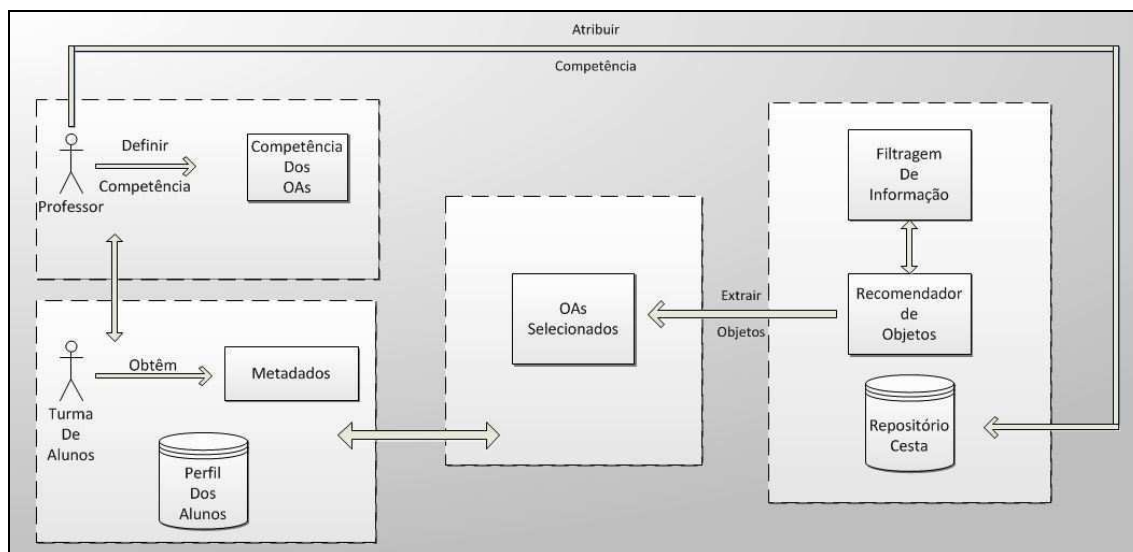 Atribuir
Competência
Definir
Competência
Professor
Competência
Dos
OAs
Filtragem
De
Informação
OAs
Selecionados
Extrair
Objetos
Recomendador
de
Objetos
Obtêm
Metadados
Turma
De
Alunos
Perfil
Dos
Alunos
Repositório
Cesta